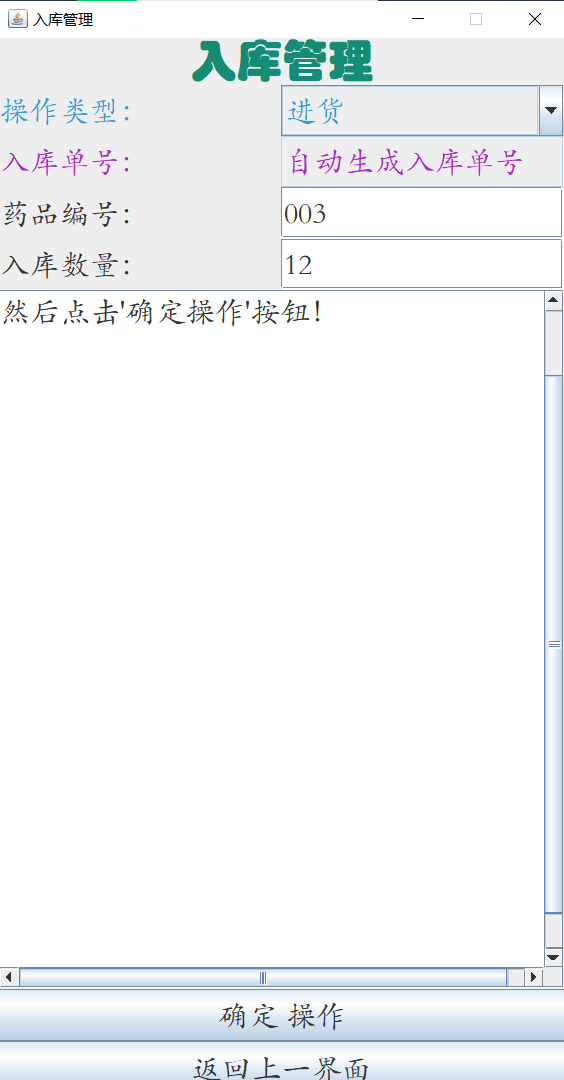 入库管理
入库管理
操作类型： 进货
入库单号： 自动生成入库单号
药品编号： 003
入库数量： 12
然后点击'确定操作'按钮!
确定 操作
返回上一界面